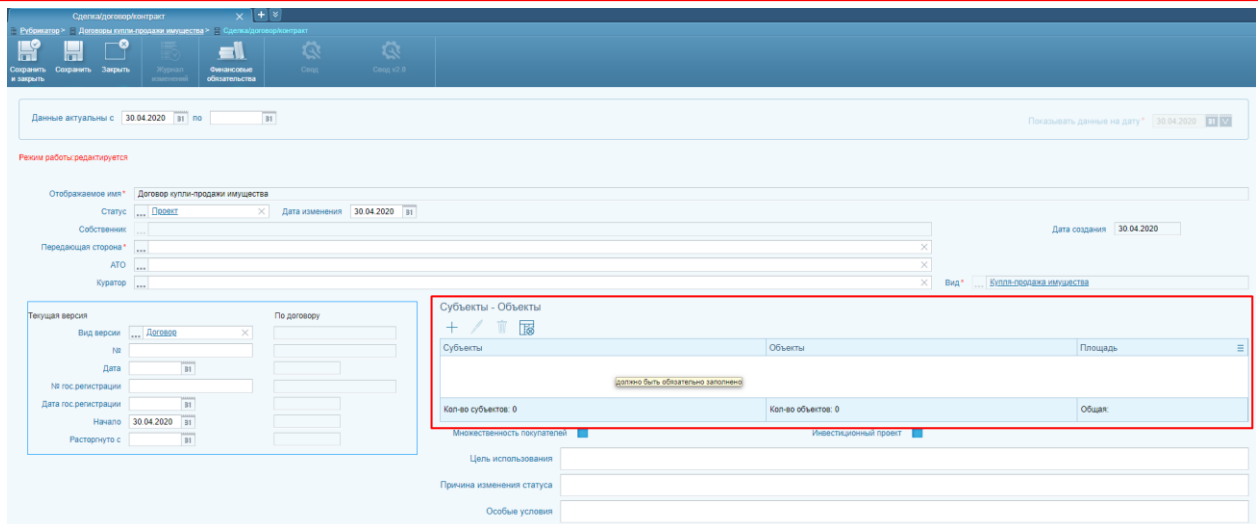 Сделка/договор/контракт
Рубрикатор > Договоры купли-продажи имущества > Сделка/договор/контракт
Сохранить и закрыть
Сохранить
Закрыть
Журнал изменений
Финансовые обязательства
Свод
Свод v2.0
Данные актуальны с 30.04.2020 по
Показывать данные на дату* 30.04.2020
Режим работы:редактируется
Отображаемое имя* Договор купли-продажи имущества
Статус ... Проект Дата изменения 30.04.2020
Собственник ... Дата создания 30.04.2020
Передающая сторона* ...
АТО ...
Куратор ... Вид* ... Купля-продажа имущества
Текущая версия По договору
Вид версии ... Договор
№
Дата
№ гос.регистрации
Дата гос.регистрации
Начало 30.04.2020
Расторгнуто с
Субъекты - Объекты
Субъекты Объекты Площадь
должно быть обязательно заполнено
Кол-во субъектов: 0 Кол-во объектов: 0 Общая:
Множественность покупателей Инвестиционный проект
Цель использования
Причина изменения статуса
Особые условия